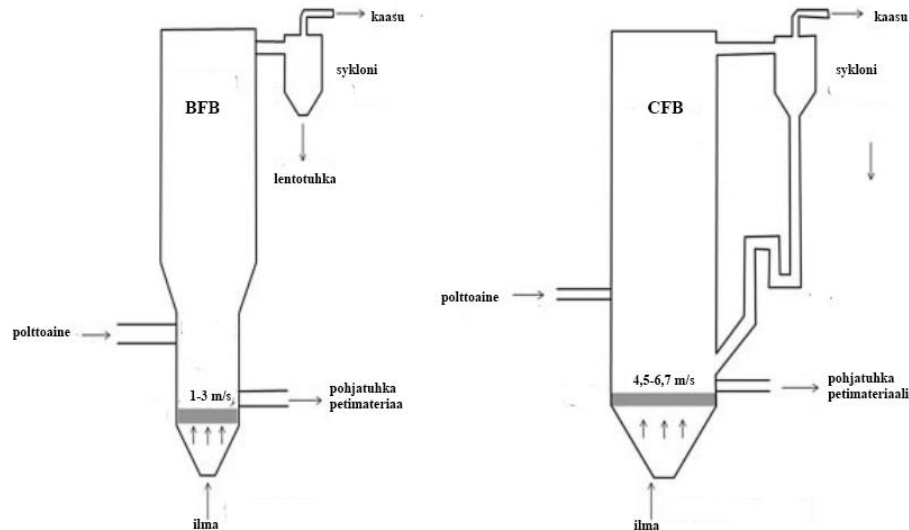 kaasu
sykloni
BFB
lentotuhka
polttoaine
1-3 m/s
pohjatuhka
petimateriaa
ilma
kaasu
sykloni
CFB
polttoaine
4,5-6,7 m/s
pohjatuhka
petimateriaali
ilma